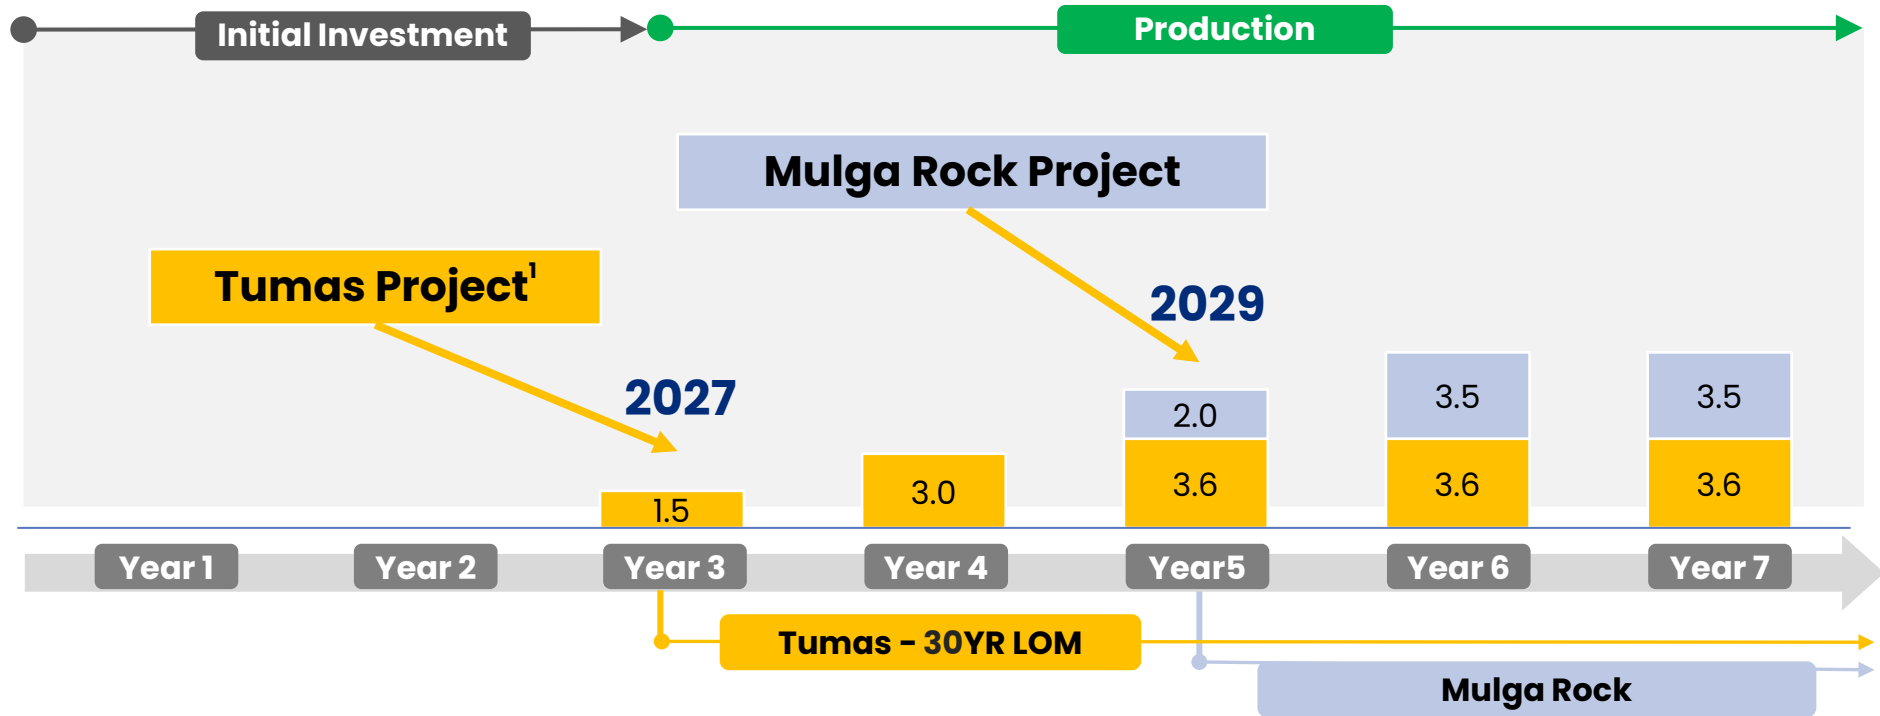 Initial Investment
Production
Mulga Rock Project
Tumas Project¹
2029
2027
2.0
3.5
3.5
1.5
3.0
3.6
3.6
3.6
Year 1
Year 2
Year 3
Year 4
Year5
Year 6
Year 7
Tumas - 30YR LOM
Mulga Rock